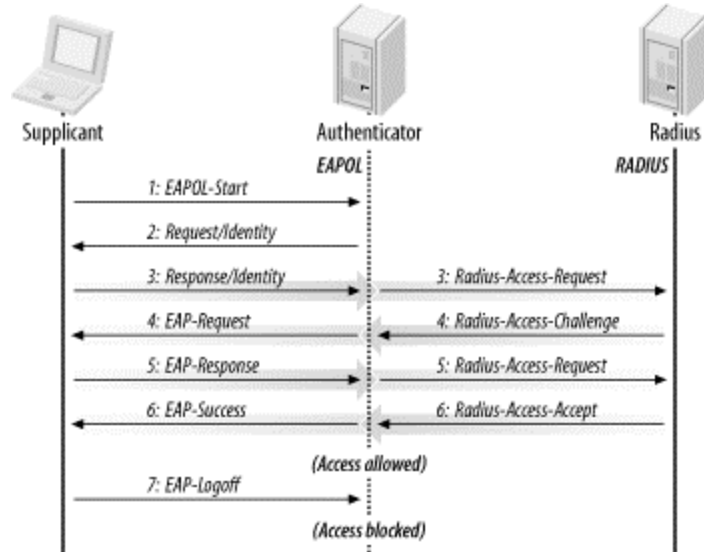 Supplicant Authenticator Radius
EAPOL RADIUS
1: EAPOL-Start
2: Request/Identity
3: Response/Identity 3: Radius-Access-Request
4: EAP-Request 4: Radius-Access-Challenge
5: EAP-Response 5: Radius-Access-Request
6: EAP-Success 6: Radius-Access-Accept
(Access allowed)
7: EAP-Logoff
(Access blocked)